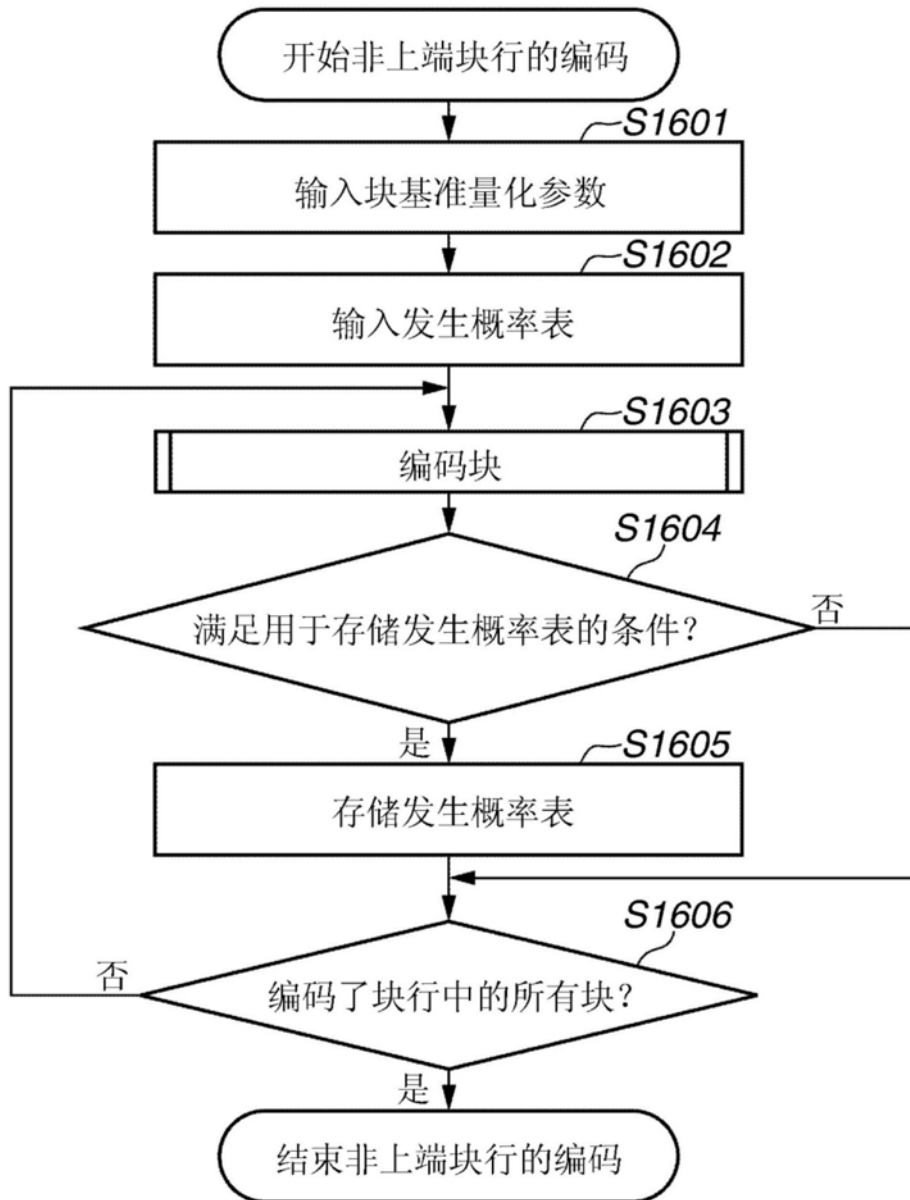 开始非上端块行的编码
S1601
输入块基准量化参数
S1602
输入发生概率表
S1603
编码块
S1604
满足用于存储发生概率表的条件？
否
是
S1605
存储发生概率表
S1606
否
编码了块行中的所有块？
是
结束非上端块行的编码